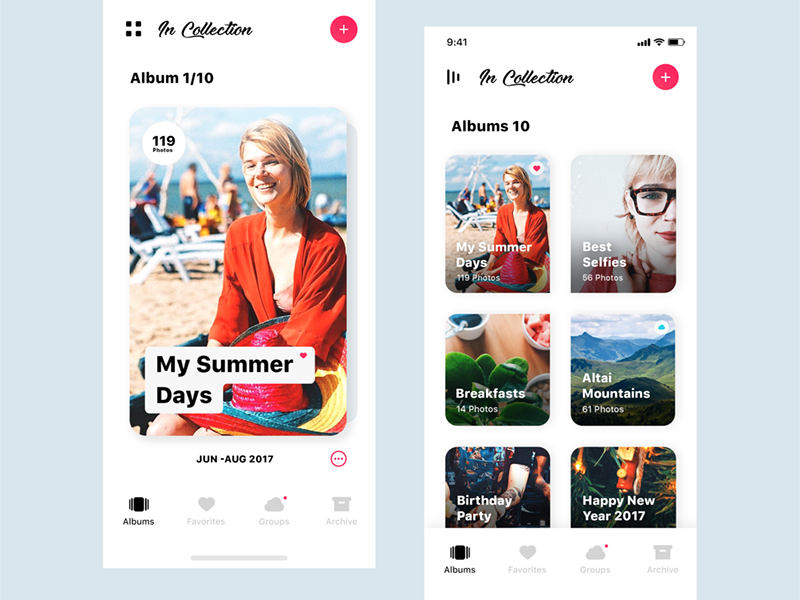 In Collection
+
Album 1/10
119
Photos
My Summer
Days
JUN -AUG 2017
Albums
Favorites
Groups
Archive
9:41
In Collection
+
Albums 10
My Summer
Days
119 Photos
Best
Selfies
56 Photos
Breakfasts
14 Photos
Altai
Mountains
61 Photos
Birthday
Party
Happy New
Year 2017
Albums
Favorites
Groups
Archive